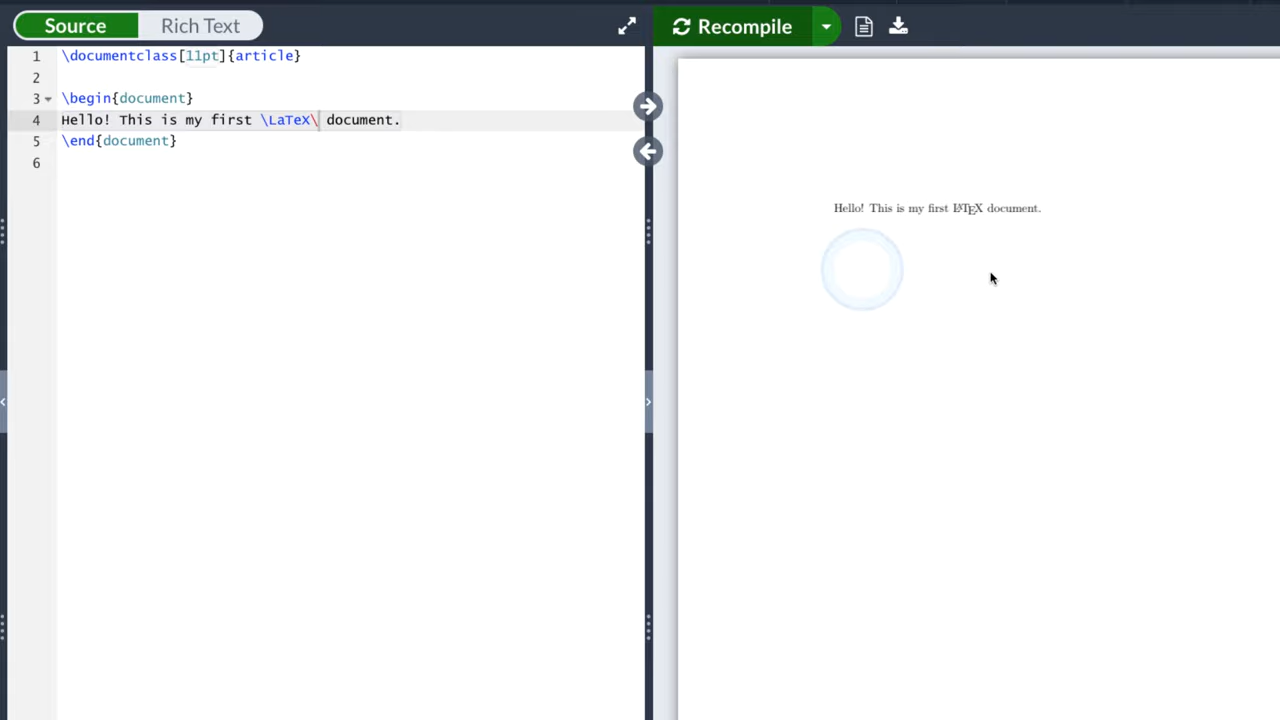 Source Rich Text
Recompile
1 \documentclass[11pt]{article}
2
3 \begin{document}
4 Hello! This is my first \LaTeX\ document.
5 \end{document}
6
Hello! This is my first LATEX document.